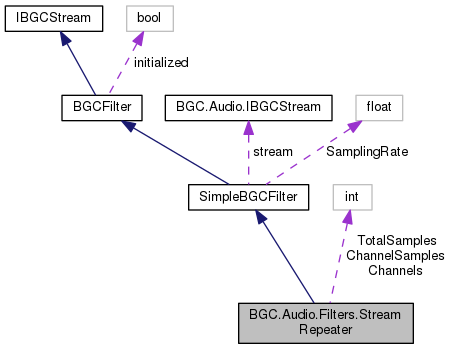 IBGCStream
bool
initialized
BGCFilter
BGC.Audio.IBGCStream
float
stream
SamplingRate
SimpleBGCFilter
int
TotalSamples
ChannelSamples
Channels
BGC.Audio.Filters.Stream
Repeater